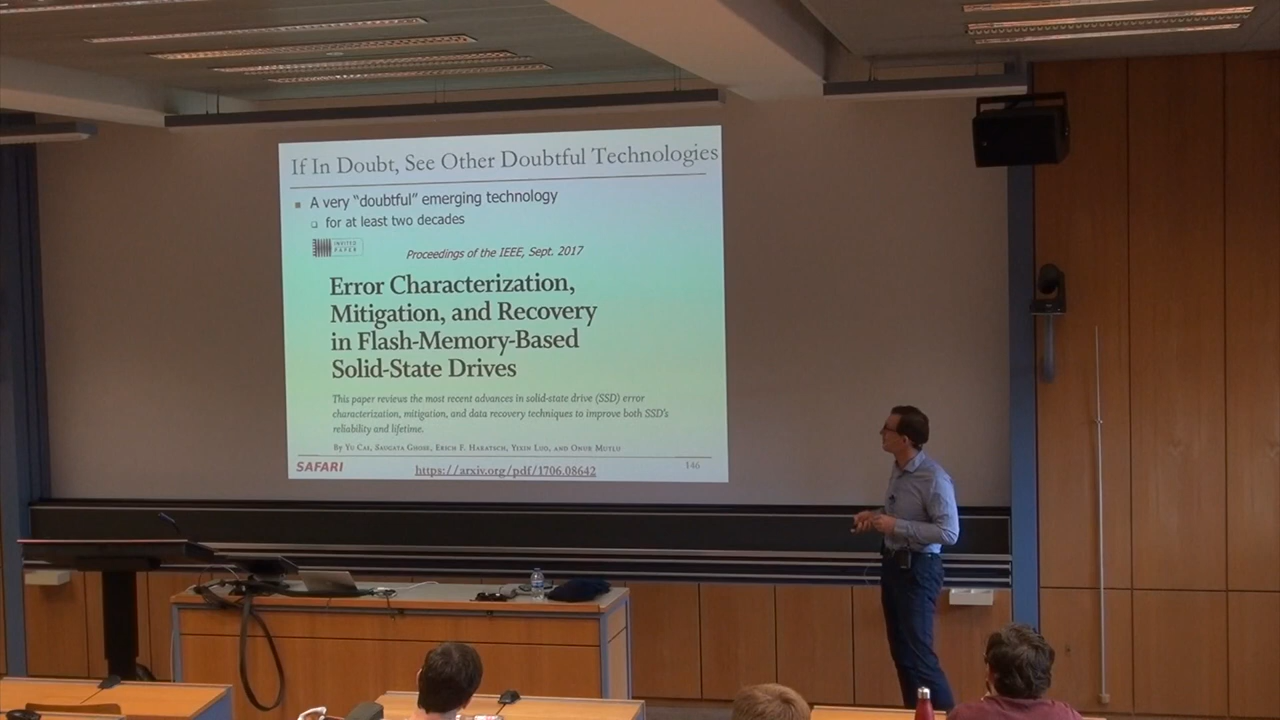 If In Doubt, See Other Doubtful Technologies
A very "doubtful" emerging technology
for at least two decades
INVITED
PAPER
Proceedings of the IEEE, Sept. 2017
Error Characterization,
Mitigation, and Recovery
in Flash-Memory-Based
Solid-State Drives
This paper reviews the most recent advances in solid-state drive (SSD) error
characterization, mitigation, and data recovery techniques to improve both SSD's
reliability and lifetime.
By Yu Cai, Saugata Ghose, Erich F. Haratsch, Yixin Luo, and Onur Mutlu
SAFARI
https://arxiv.org/pdf/1706.08642
146